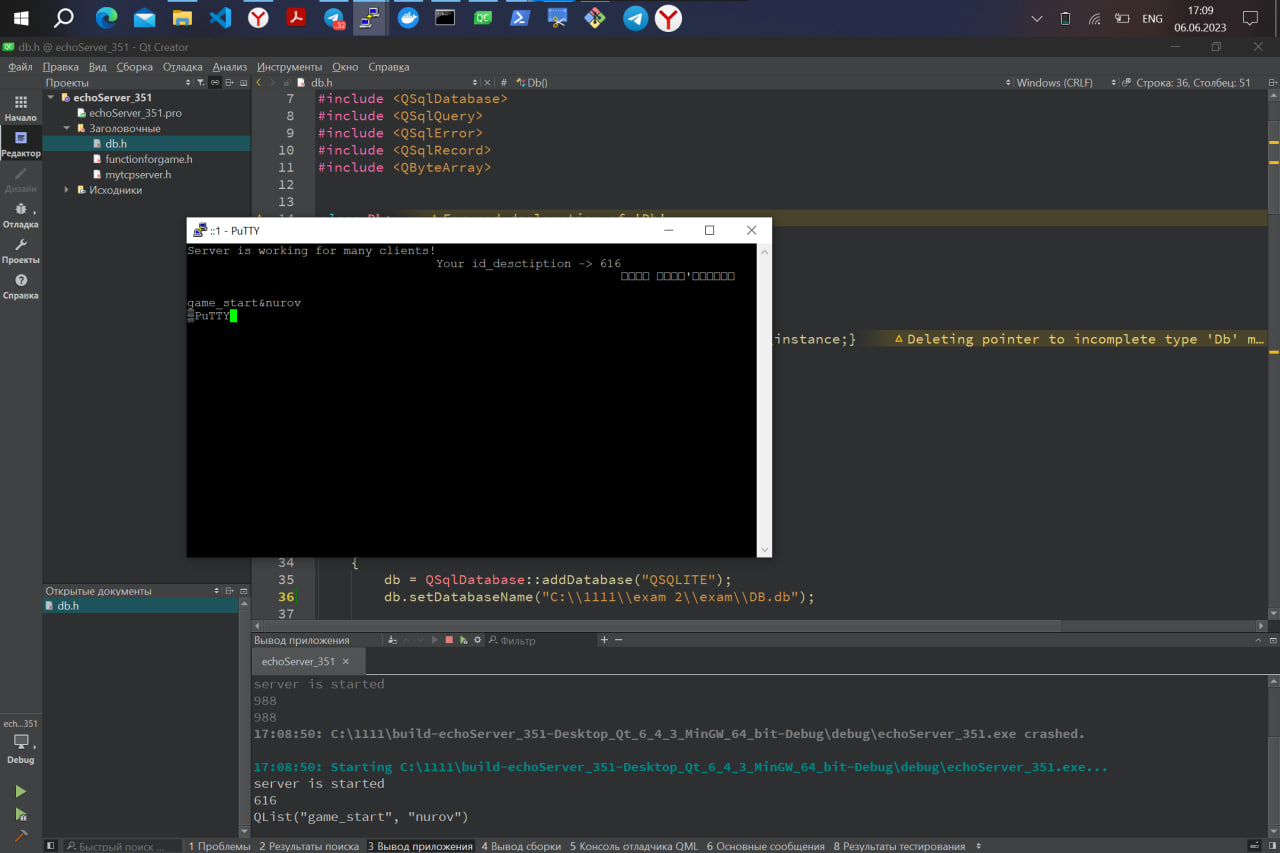 32
ENG
17:09
06.06.2023
QC
db.h @ echoServer_351 - Qt Creator
Файл Правка Вид Сборка Отладка Анализ Инструменты Окно Справка
Проекты
db.h
# Db()
Windows (CRLF)
Строка: 36, Столбец: 51
Начало
Редактор
Дизайн
Отладка
Проекты
Справка
echoServer_351
echoServer_351.pro
Заголовочные
db.h
functionforgame.h
mytcpserver.h
Исходники
7 #include <QSqlDatabase>
8 #include <QSqlQuery>
9 #include <QSqlError>
10 #include <QSqlRecord>
11 #include <QByteArray>
12
13
::1 - PuTTY
Server is working for many clients!
Your id_desctiption -> 616
game_start&nurov
PuTTY
instance;} Deleting pointer to incomplete type 'Db' m…
34 {
35 db = QSqlDatabase::addDatabase("QSQLITE");
36 db.setDatabaseName("C:\\1111\\exam 2\\exam\\DB.db");
37
Открытые документы
db.h
Вывод приложения
Фильтр
echoServer_351
server is started
988
988
17:08:50: C:\1111\build-echoServer_351-Desktop_Qt_6_4_3_MinGW_64_bit-Debug\debug\echoServer_351.exe crashed.
17:08:50: Starting C:\1111\build-echoServer_351-Desktop_Qt_6_4_3_MinGW_64_bit-Debug\debug\echoServer_351.exe...
server is started
616
QList("game_start", "nurov")
ech...351
Debug
Быстрый поиск ...
1 Проблемы 2 Результаты поиска 3 Вывод приложения 4 Вывод сборки 5 Консоль отладчика QML 6 Основные сообщения 8 Результаты тестирования